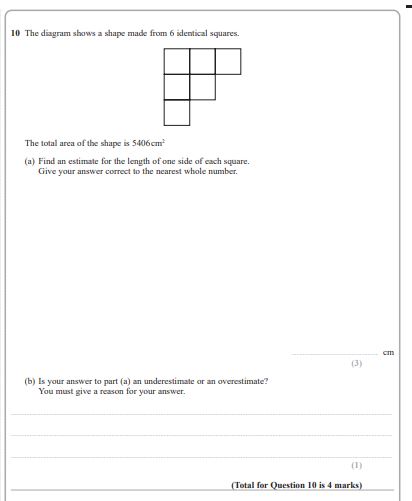 10 The diagram shows a shape made from 6 identical squares.
The total area of the shape is 5406 cm²
(a) Find an estimate for the length of one side of each square.
Give your answer correct to the nearest whole number.
cm
(3)
(b) Is your answer to part (a) an underestimate or an overestimate?
You must give a reason for your answer.
(1)
(Total for Question 10 is 4 marks)